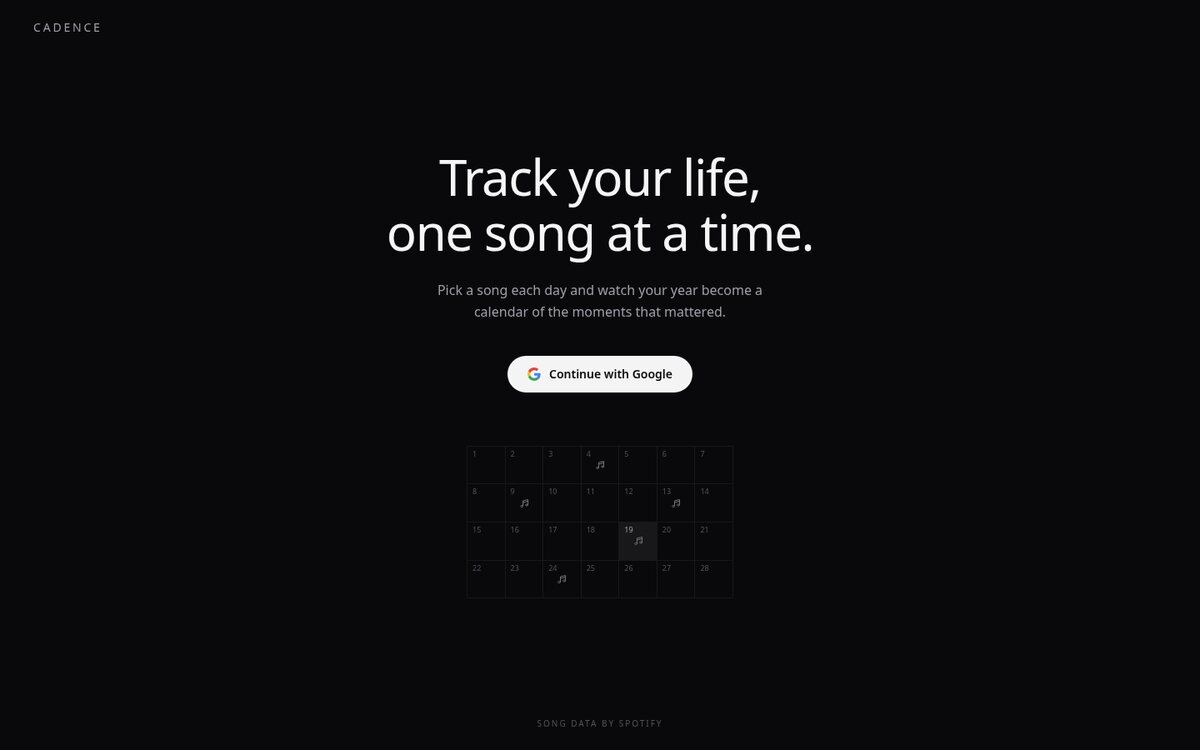 CADENCE
Track your life,
one song at a time.
Pick a song each day and watch your year become a
calendar of the moments that mattered.
Continue with Google
1 2 3 4 5 6 7
8 9 10 11 12 13 14
15 16 17 18 19 20 21
22 23 24 25 26 27 28
SONG DATA BY SPOTIFY